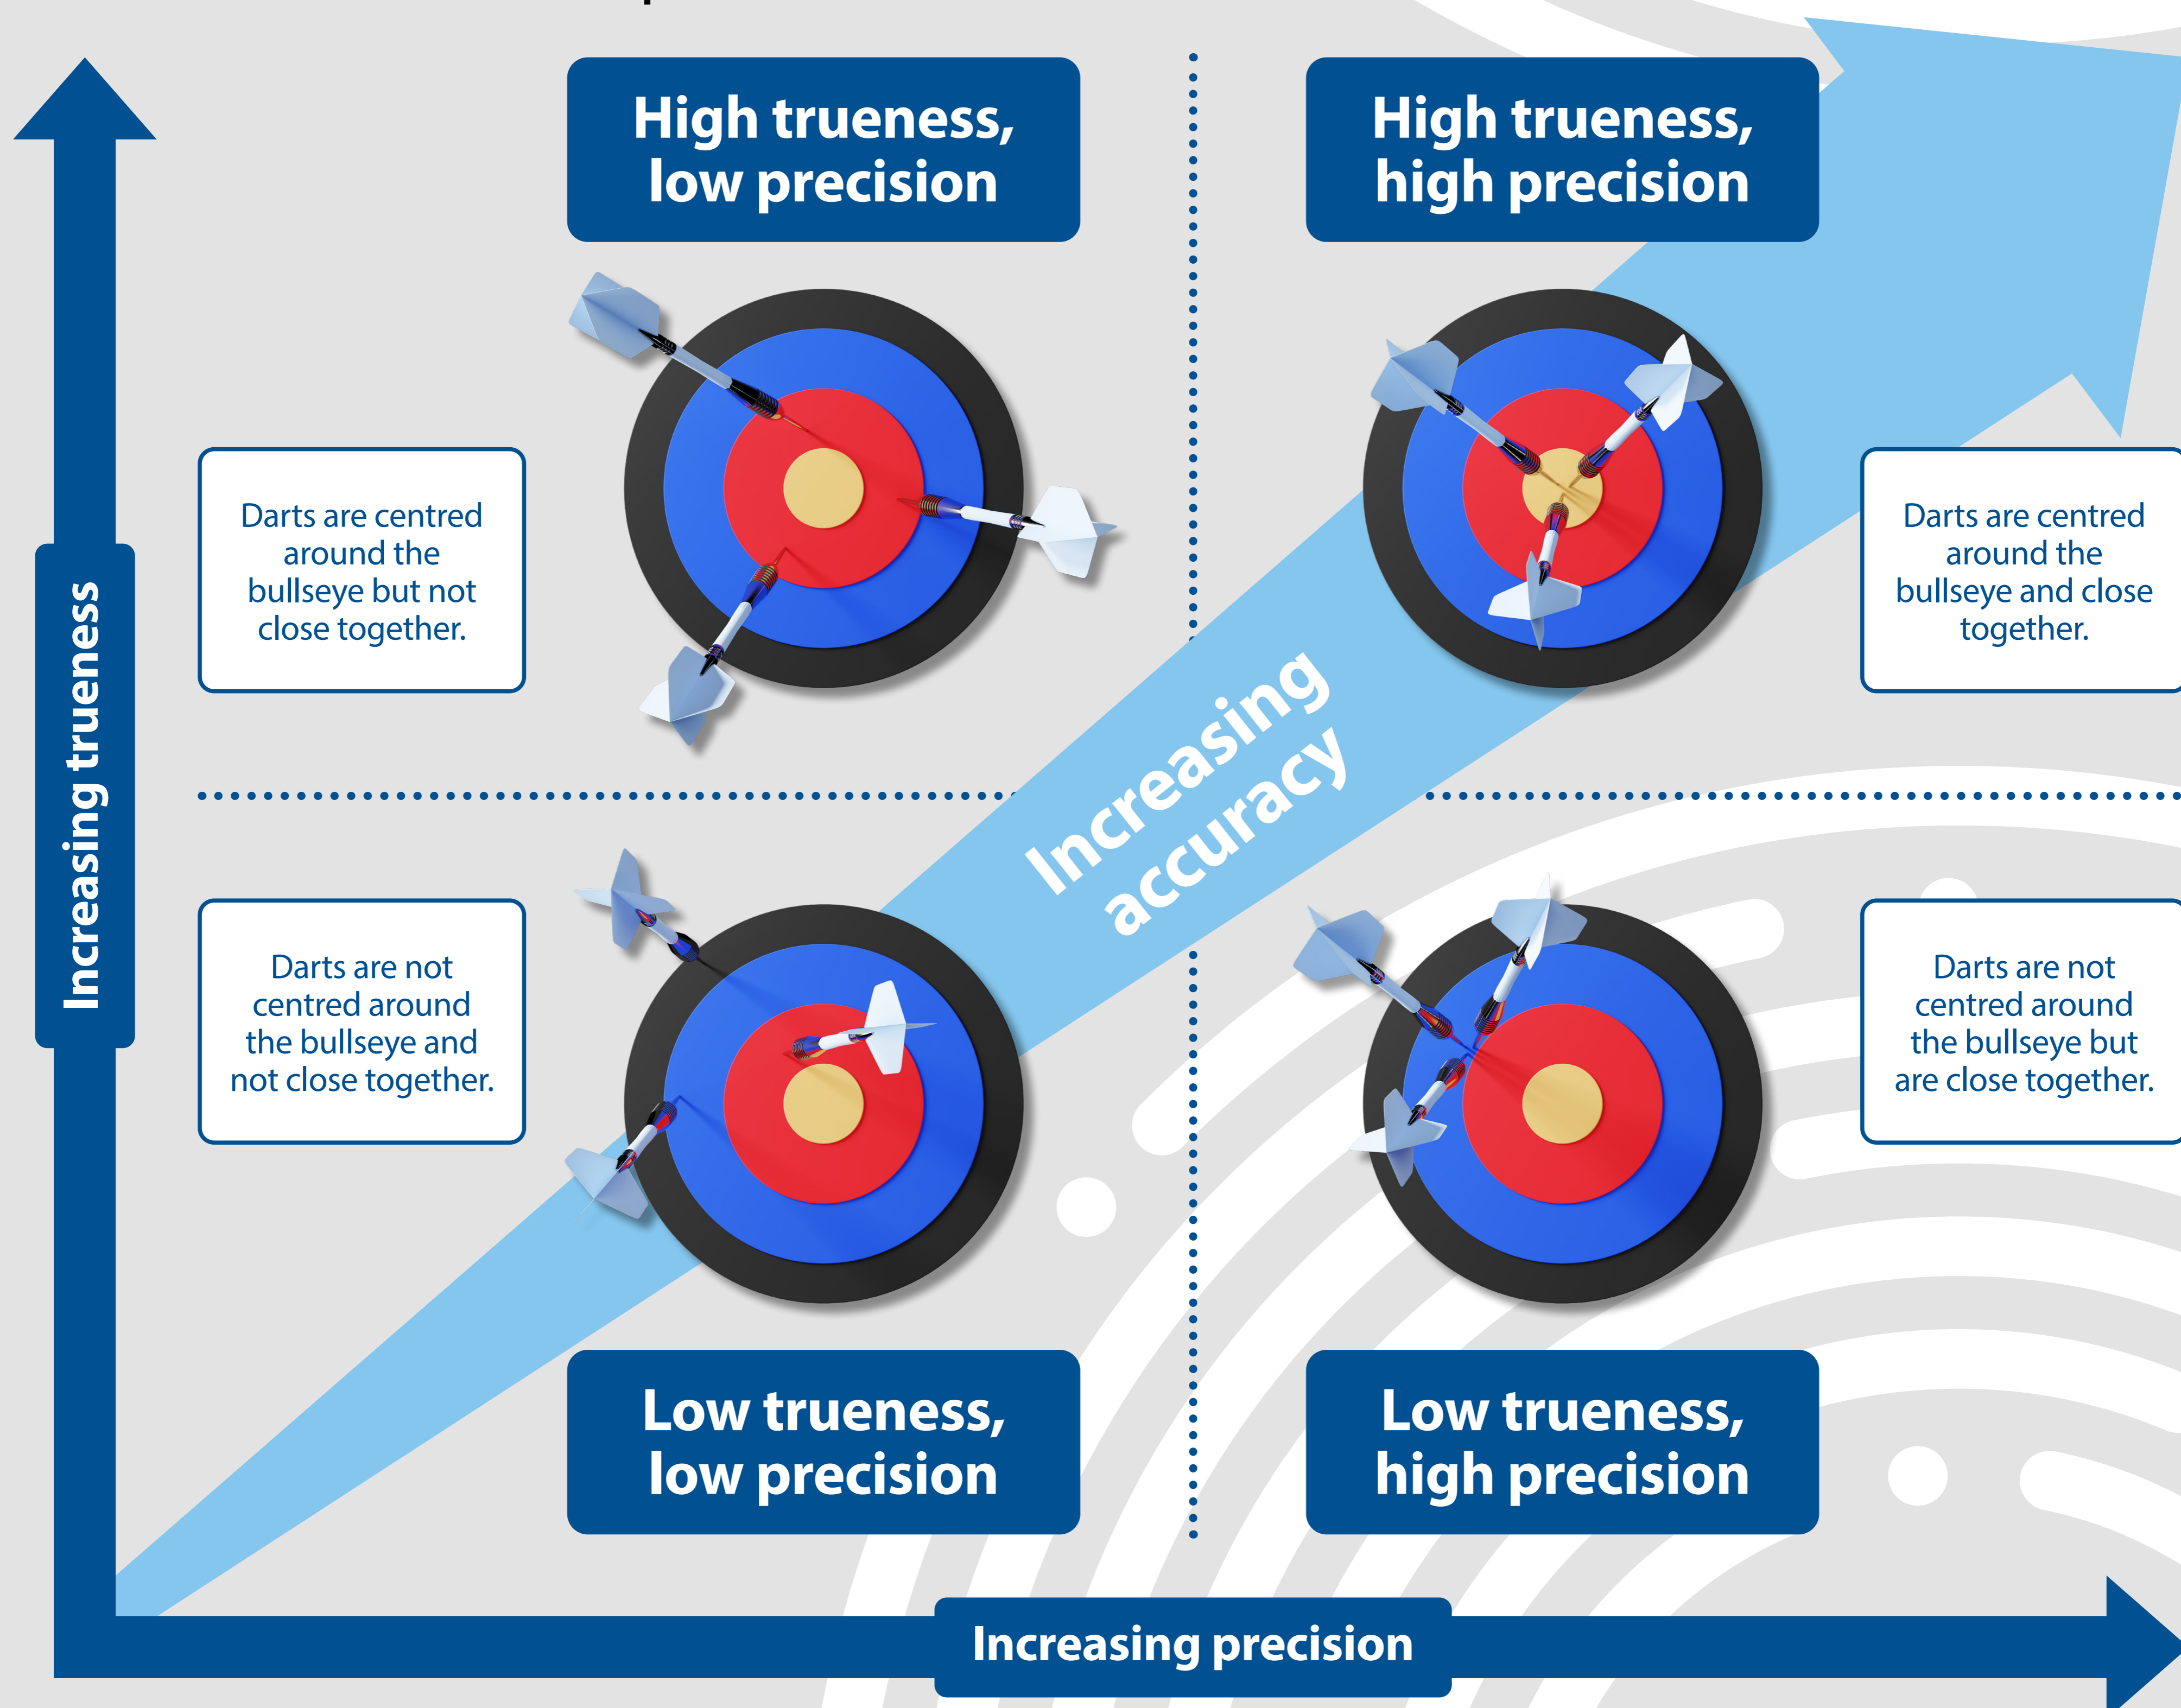 High trueness,
low precision
High trueness,
high precision
Darts are centred
around the
bullseye but not
close together.
Darts are centred
around the
bullseye and close
together.
Increasing trueness
Increasing
accuracy
Darts are not
centred around
the bullseye and
not close together.
Darts are not
centred around
the bullseye but
are close together.
Low trueness,
low precision
Low trueness,
high precision
Increasing precision